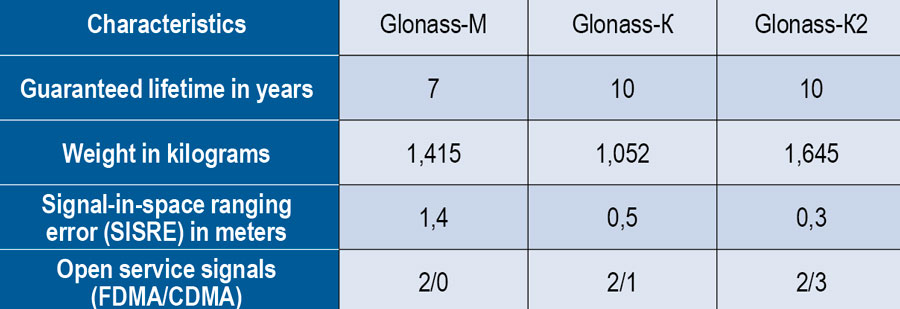 Characteristics Glonass-M Glonass-K Glonass-K2
Guaranteed lifetime in years 7 10 10
Weight in kilograms 1,415 1,052 1,645
Signal-in-space ranging
error (SISRE) in meters 1,4 0,5 0,3
Open service signals
(FDMA/CDMA) 2/0 2/1 2/3